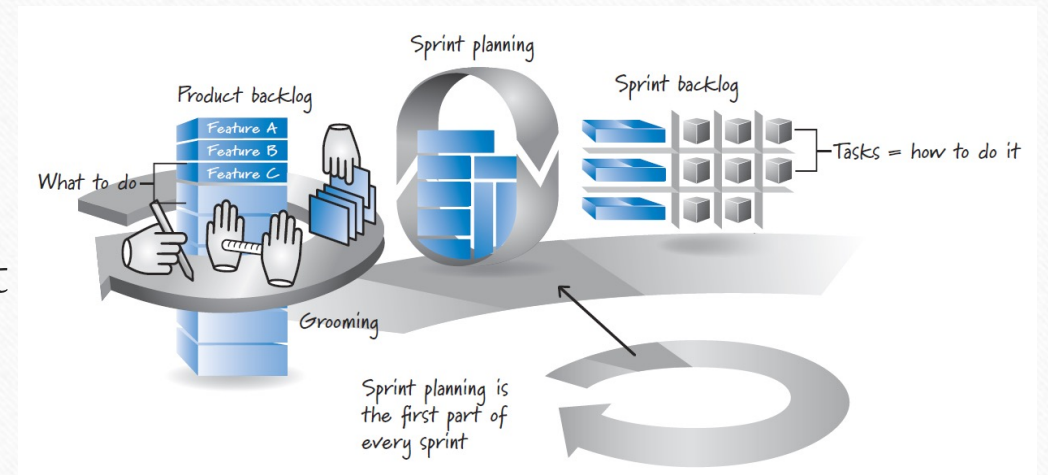 Sprint planning
Product backlog
Sprint backlog
Feature A
Feature B
Feature C
What to do
Tasks = how to do it
Grooming
Sprint planning is
the first part of
every sprint